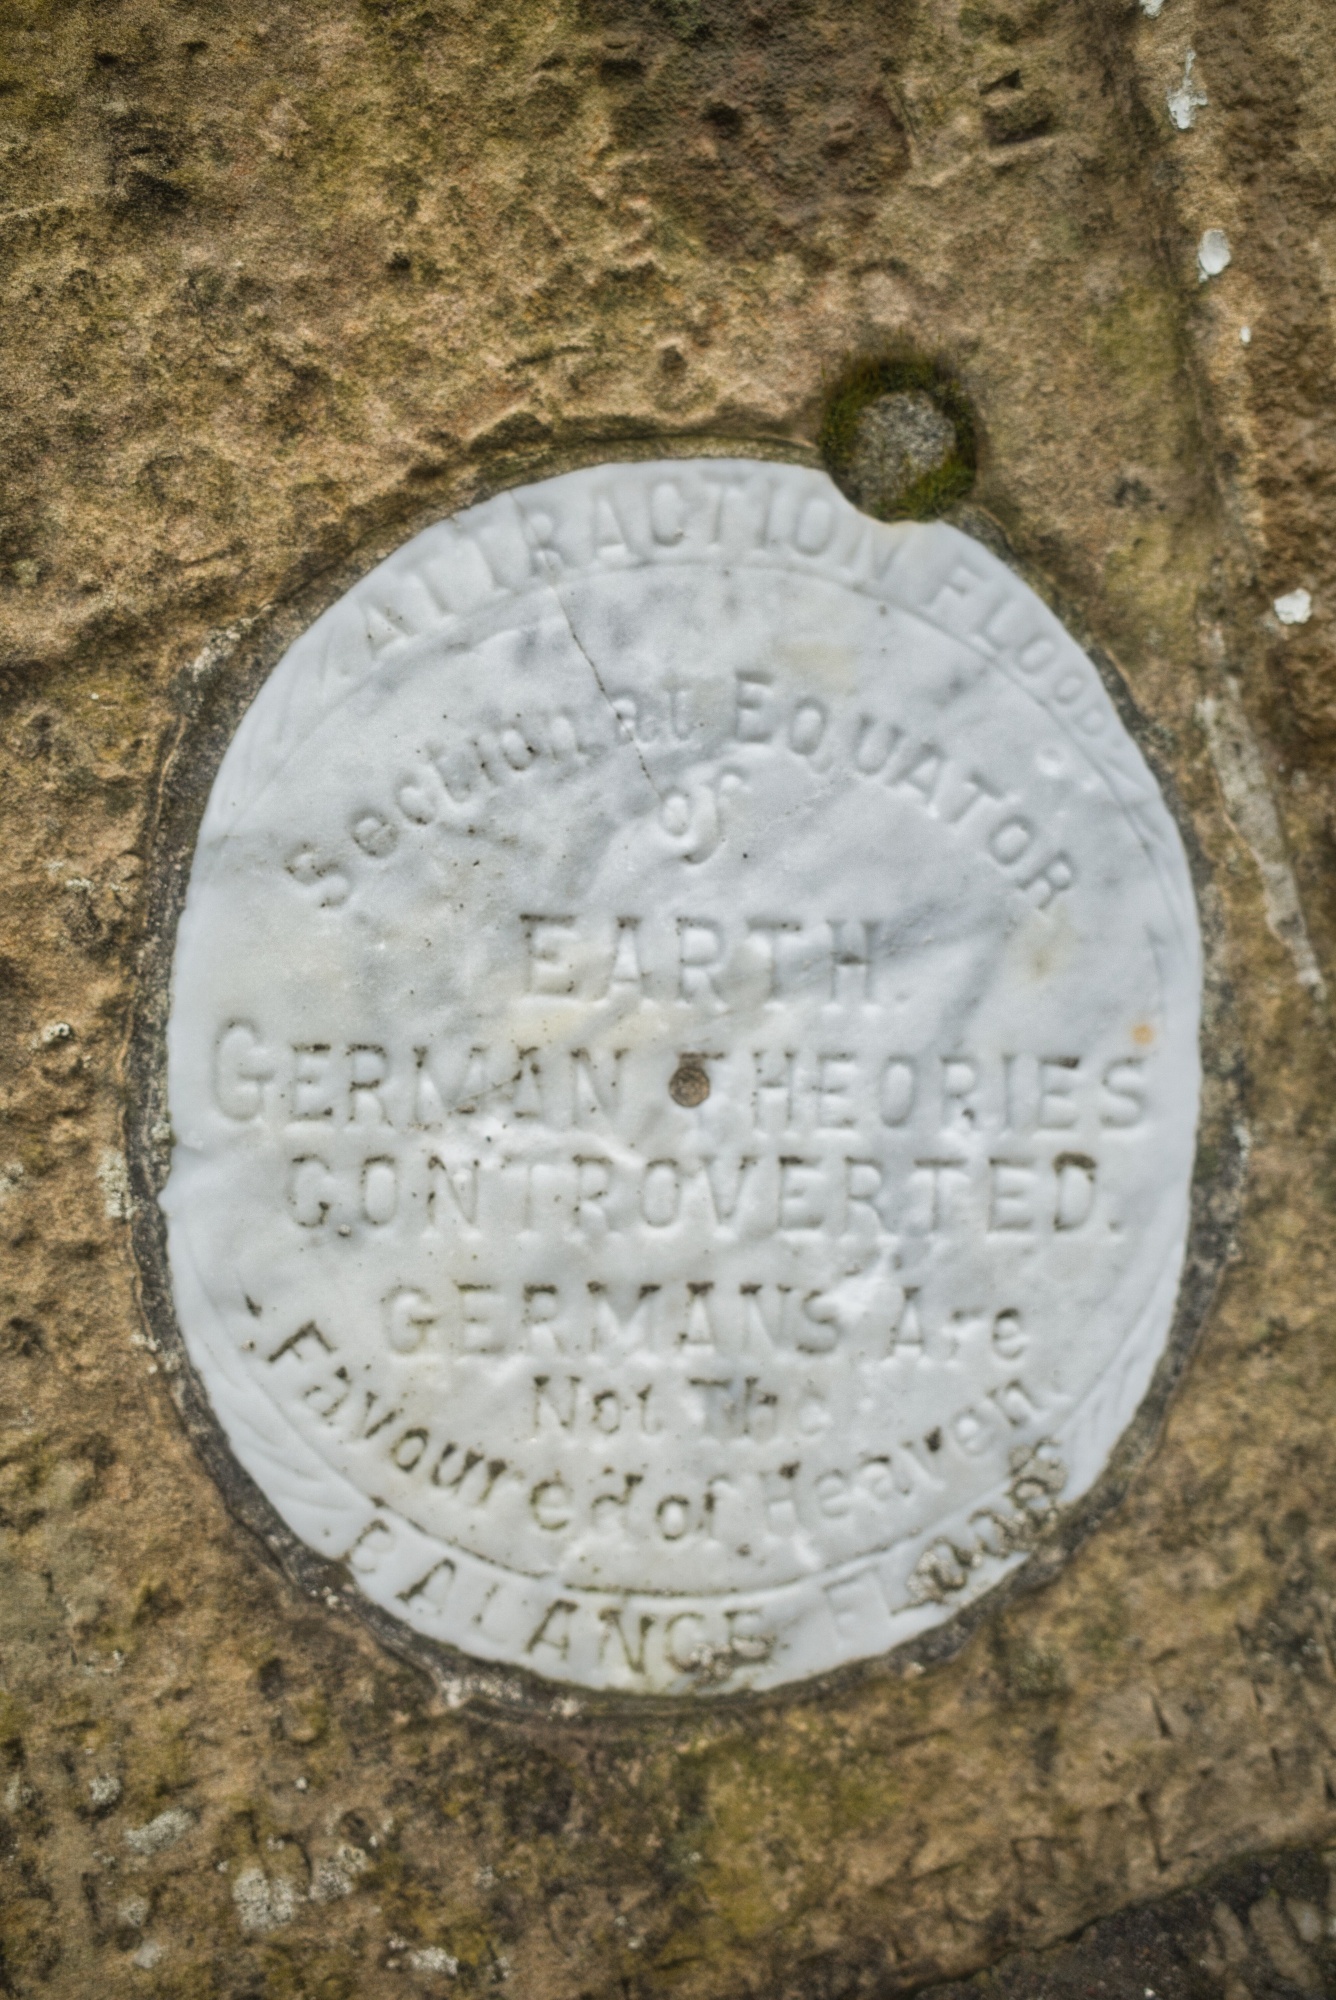 ATTRACTION FLOOD
Section at EQUATOR
of
EARTH.
GERMAN THEORIES
CONTROVERTED.
GERMANS Are
Not The
Favoured of Heaven.
BALANCE FLOOD